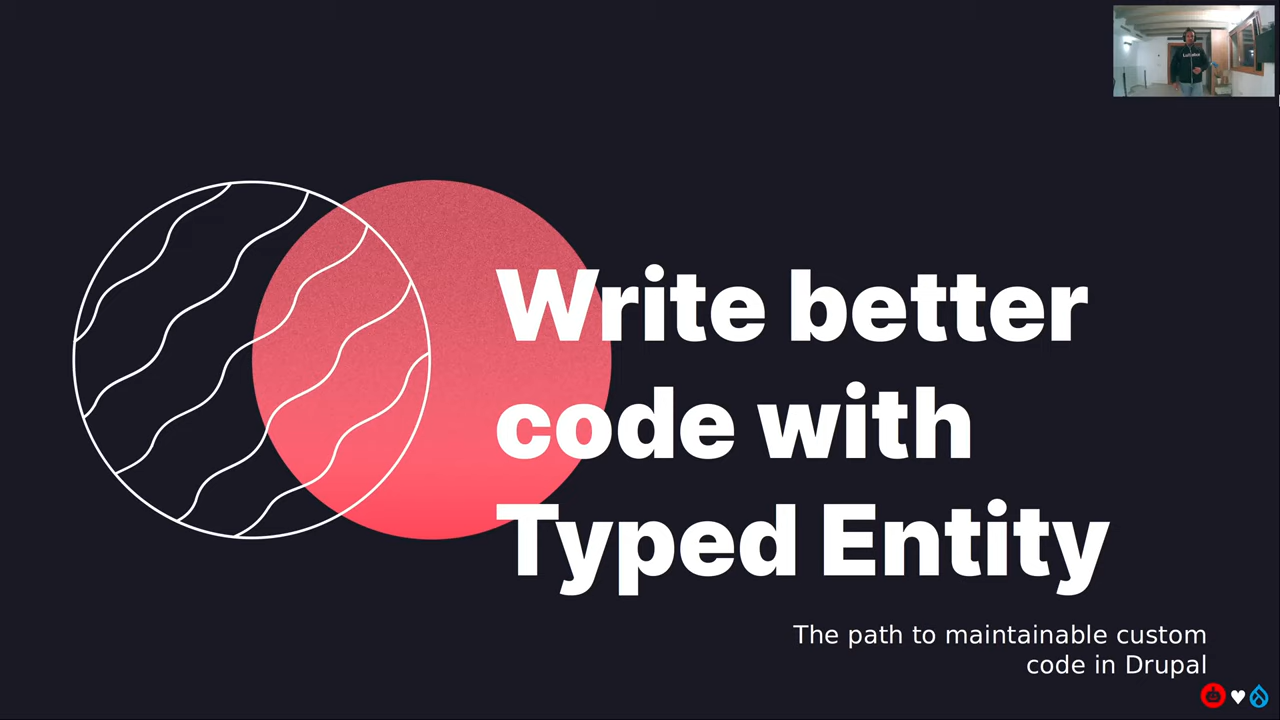 Write better
code with
Typed Entity
The path to maintainable custom
code in Drupal